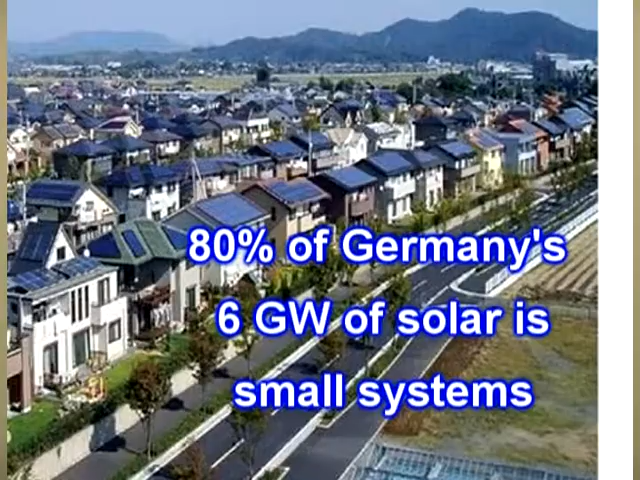 80% of Germany's
6 GW of solar is
small systems